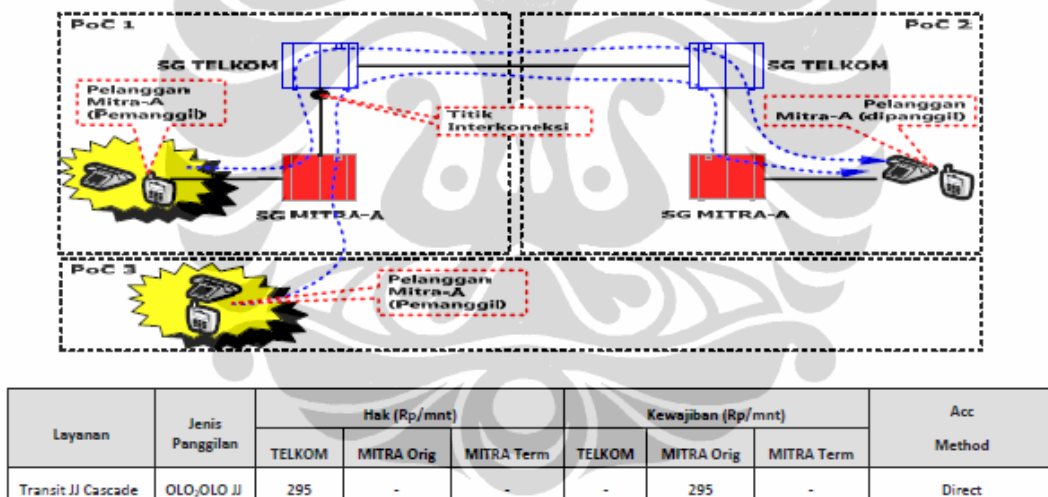 PoC 1
PoC 2
SG TELKOM
SG TELKOM
Pelanggan
Mitra-A
(Pemanggil)
Titik
Interkoneksi
Pelanggan
Mitra-A (dipanggil)
SG MITRA-A
SG MITRA-A
PoC 3
Pelanggan
Mitra-A
(Pemanggil)
Layanan
Jenis
Panggilan
Hak (Rp/mnt)
Kewajiban (Rp/mnt)
Acc
Method
TELKOM MITRA Orig MITRA Term TELKOM MITRA Orig MITRA Term
Transit JJ Cascade OLO,OLO JJ 295 - - - 295 - Direct